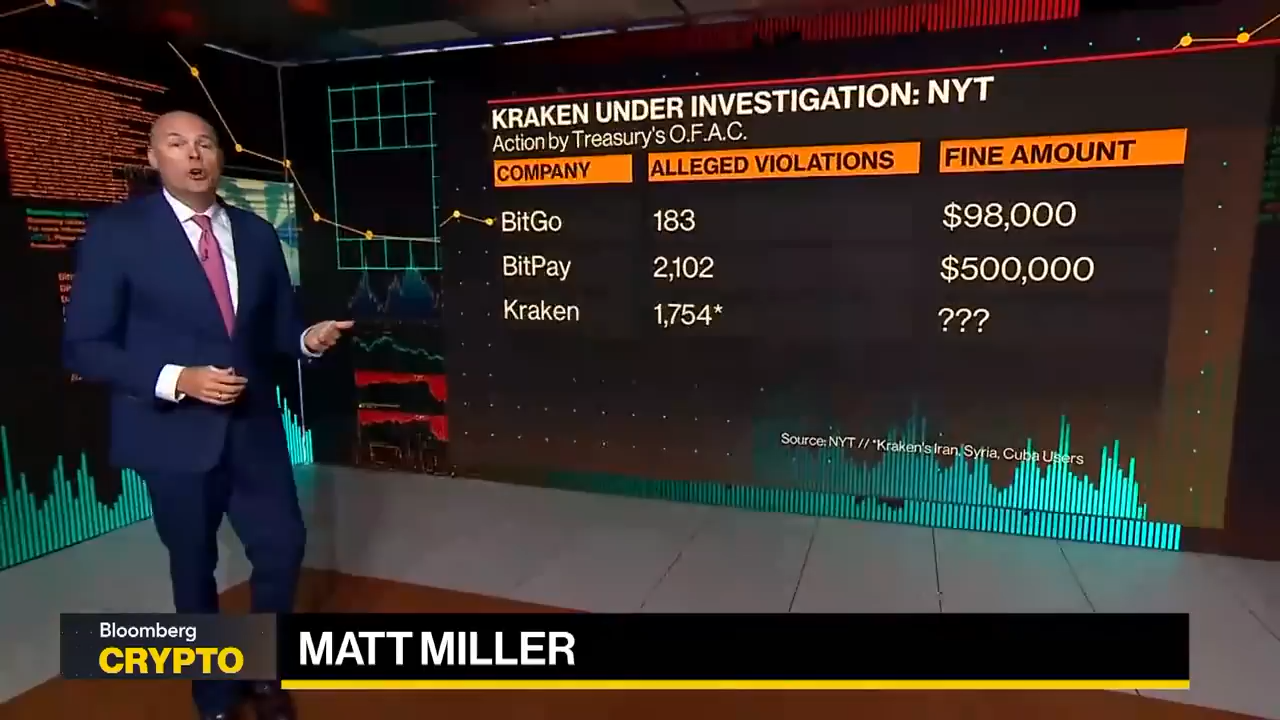 KRAKEN UNDER INVESTIGATION: NYT
Action by Treasury's O.F.A.C.
COMPANY ALLEGED VIOLATIONS FINE AMOUNT
BitGo 183 $98,000
BitPay 2,102 $500,000
Kraken 1,754* ???
Source: NYT // *Kraken's Iran, Syria, Cuba Users
Bloomberg
CRYPTO
MATT MILLER